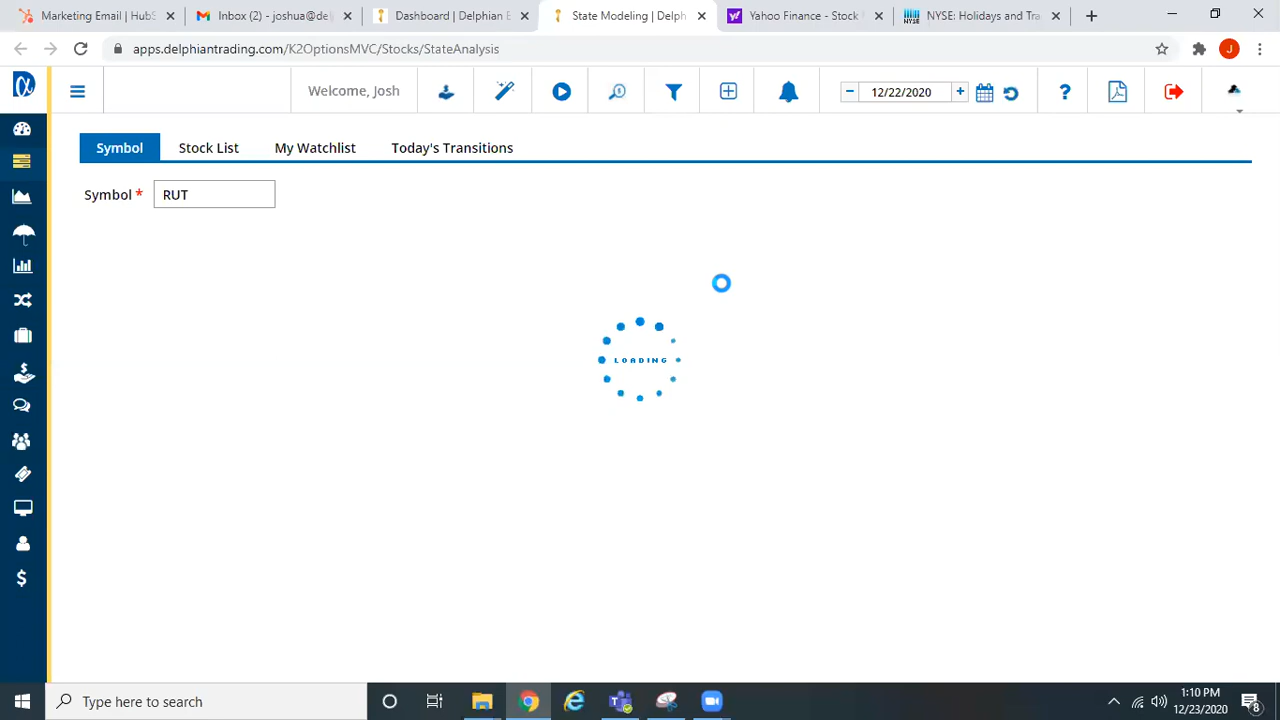 Marketing Email | HubS
Inbox (2) - joshua@del
Dashboard | Delphian E
State Modeling | Delph
Yahoo Finance - Stock
NYSE: Holidays and Tra
apps.delphiantrading.com/K2OptionsMVC/Stocks/StateAnalysis
J
α
Welcome, Josh
12/22/2020
Symbol
Stock List
My Watchlist
Today's Transitions
Symbol *
RUT
LOADING
Type here to search
1:10 PM
12/23/2020
8